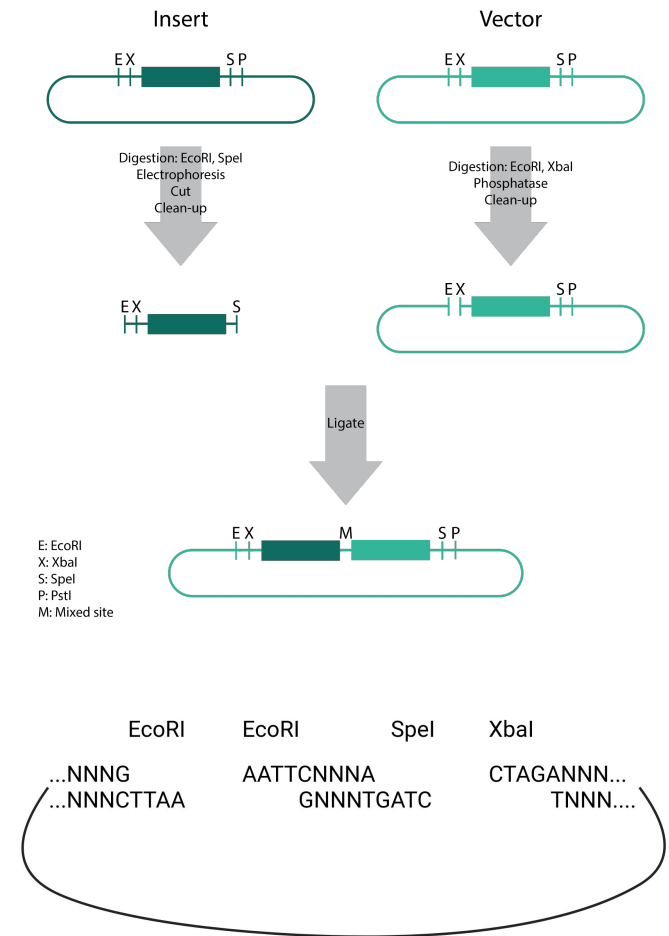 Insert
Vector
E X S P
E X S P
Digestion: EcoRI, SpeI
Electrophoresis
Cut
Clean-up
Digestion: EcoRI, XbaI
Phosphatase
Clean-up
E X S
E X S P
Ligate
E X M S P
E: EcoRI
X: XbaI
S: SpeI
P: PstI
M: Mixed site
EcoRI EcoRI SpeI XbaI
...NNNG AATTCNNNA CTAGANNN...
...NNNCTTAA GNNNTGATC TNNN....